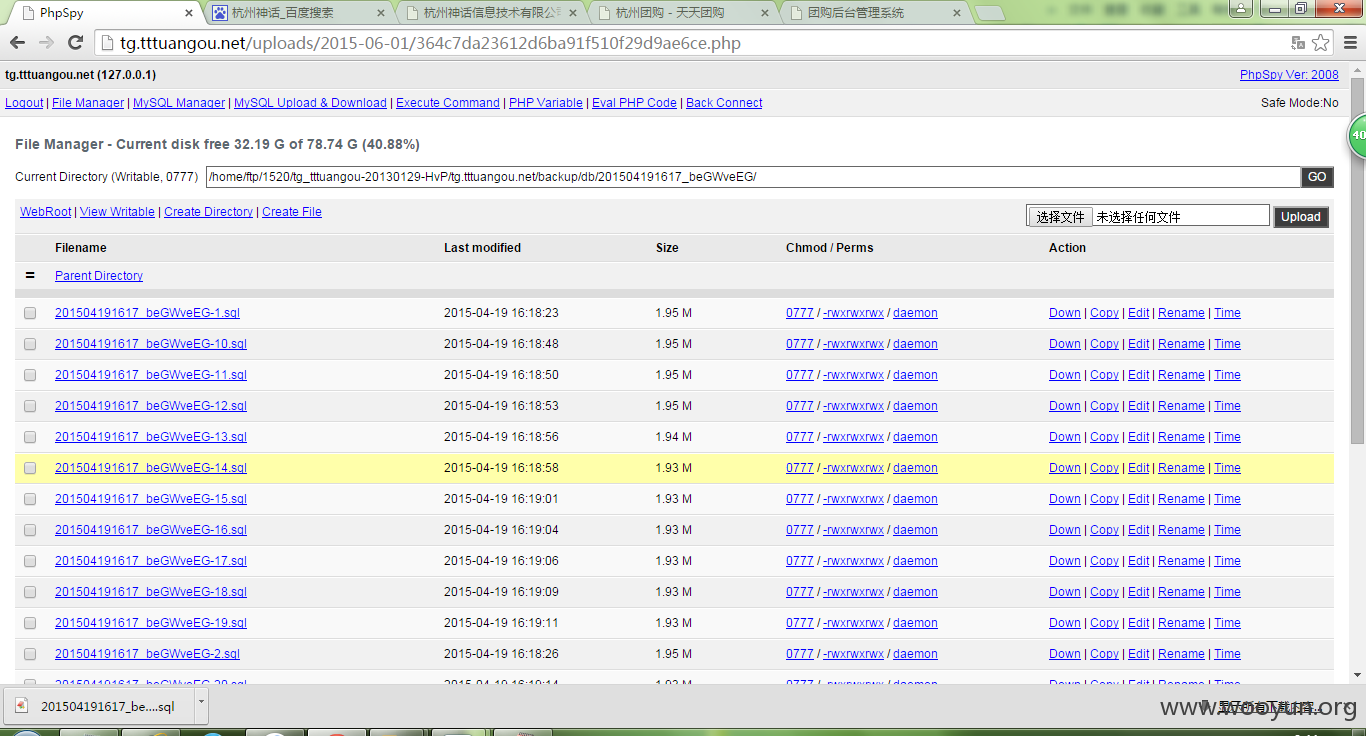 PhpSpy
杭州神话_百度搜索
杭州神话信息技术有限公司
杭州团购 - 天天团购
团购后台管理系统
tg.tttuangou.net/uploads/2015-06-01/364c7da23612d6ba91f510f29d9ae6ce.php
tg.tttuangou.net (127.0.0.1) PhpSpy Ver: 2008
Logout | File Manager | MySQL Manager | MySQL Upload & Download | Execute Command | PHP Variable | Eval PHP Code | Back Connect Safe Mode:No
40
File Manager - Current disk free 32.19 G of 78.74 G (40.88%)
Current Directory (Writable, 0777) /home/ftp/1520/tg_tttuangou-20130129-HvP/tg.tttuangou.net/backup/db/201504191617_beGWveEG/ GO
WebRoot | View Writable | Create Directory | Create File 选择文件 未选择任何文件 Upload
Filename Last modified Size Chmod / Perms Action
= Parent Directory
201504191617_beGWveEG-1.sql 2015-04-19 16:18:23 1.95 M 0777 / -rwxrwxrwx / daemon Down | Copy | Edit | Rename | Time
201504191617_beGWveEG-10.sql 2015-04-19 16:18:48 1.95 M 0777 / -rwxrwxrwx / daemon Down | Copy | Edit | Rename | Time
201504191617_beGWveEG-11.sql 2015-04-19 16:18:50 1.95 M 0777 / -rwxrwxrwx / daemon Down | Copy | Edit | Rename | Time
201504191617_beGWveEG-12.sql 2015-04-19 16:18:53 1.95 M 0777 / -rwxrwxrwx / daemon Down | Copy | Edit | Rename | Time
201504191617_beGWveEG-13.sql 2015-04-19 16:18:56 1.94 M 0777 / -rwxrwxrwx / daemon Down | Copy | Edit | Rename | Time
201504191617_beGWveEG-14.sql 2015-04-19 16:18:58 1.93 M 0777 / -rwxrwxrwx / daemon Down | Copy | Edit | Rename | Time
201504191617_beGWveEG-15.sql 2015-04-19 16:19:01 1.93 M 0777 / -rwxrwxrwx / daemon Down | Copy | Edit | Rename | Time
201504191617_beGWveEG-16.sql 2015-04-19 16:19:04 1.93 M 0777 / -rwxrwxrwx / daemon Down | Copy | Edit | Rename | Time
201504191617_beGWveEG-17.sql 2015-04-19 16:19:06 1.93 M 0777 / -rwxrwxrwx / daemon Down | Copy | Edit | Rename | Time
201504191617_beGWveEG-18.sql 2015-04-19 16:19:09 1.93 M 0777 / -rwxrwxrwx / daemon Down | Copy | Edit | Rename | Time
201504191617_beGWveEG-19.sql 2015-04-19 16:19:11 1.93 M 0777 / -rwxrwxrwx / daemon Down | Copy | Edit | Rename | Time
201504191617_beGWveEG-2.sql 2015-04-19 16:18:26 1.95 M 0777 / -rwxrwxrwx / daemon Down | Copy | Edit | Rename | Time
201504191617_be....sql
www.wooyun.org